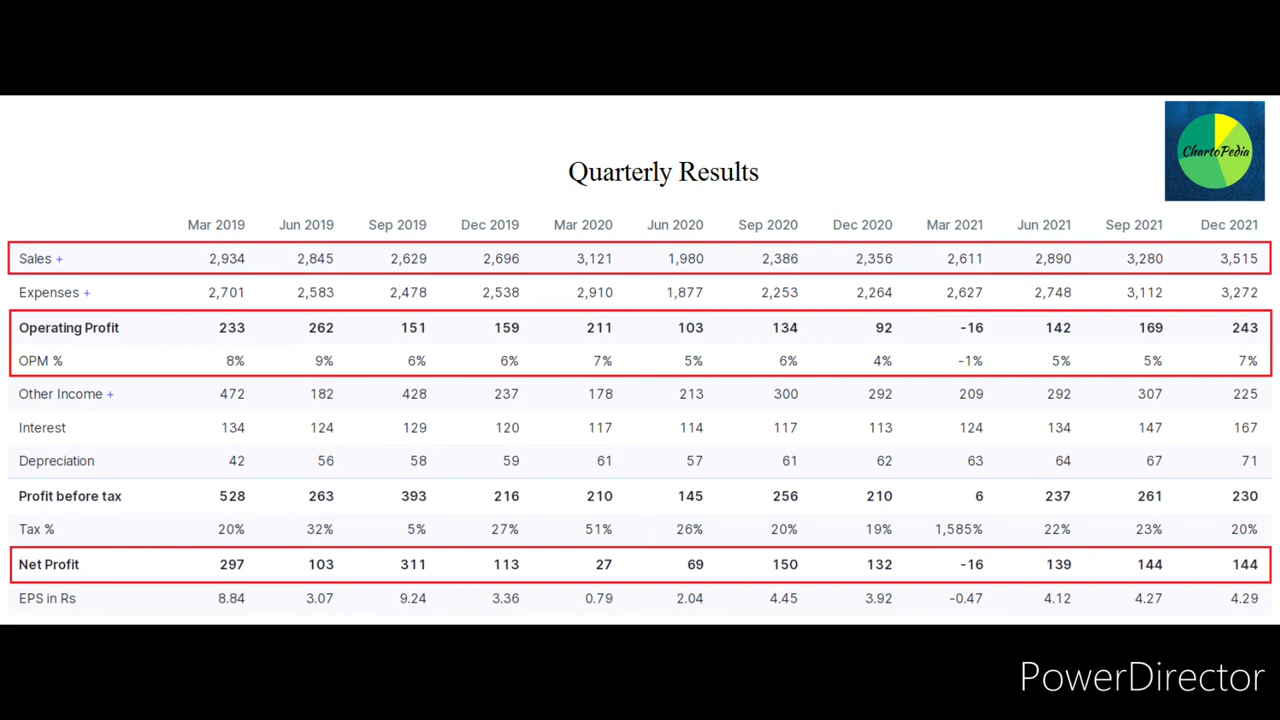 ChartoPedia
Quarterly Results
Mar 2019 Jun 2019 Sep 2019 Dec 2019 Mar 2020 Jun 2020 Sep 2020 Dec 2020 Mar 2021 Jun 2021 Sep 2021 Dec 2021
Sales + 2,934 2,845 2,629 2,696 3,121 1,980 2,386 2,356 2,611 2,890 3,280 3,515
Expenses + 2,701 2,583 2,478 2,538 2,910 1,877 2,253 2,264 2,627 2,748 3,112 3,272
Operating Profit 233 262 151 159 211 103 134 92 -16 142 169 243
OPM % 8% 9% 6% 6% 7% 5% 6% 4% -1% 5% 5% 7%
Other Income + 472 182 428 237 178 213 300 292 209 292 307 225
Interest 134 124 129 120 117 114 117 113 124 134 147 167
Depreciation 42 56 58 59 61 57 61 62 63 64 67 71
Profit before tax 528 263 393 216 210 145 256 210 6 237 261 230
Tax % 20% 32% 5% 27% 51% 26% 20% 19% 1,585% 22% 23% 20%
Net Profit 297 103 311 113 27 69 150 132 -16 139 144 144
EPS in Rs 8.84 3.07 9.24 3.36 0.79 2.04 4.45 3.92 -0.47 4.12 4.27 4.29
PowerDirector